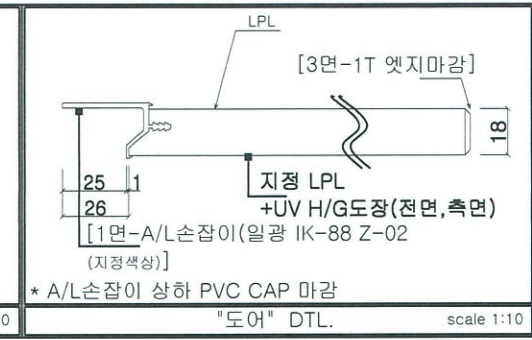 LPL
[3면-1T 엣지마감]
18
25 1
26
지정 LPL
+UV H/G도장(전면,측면)
[1면-A/L손잡이(일광 IK-88 Z-02
(지정색상)]
* A/L손잡이 상하 PVC CAP 마감
0
"도어" DTL.
scale 1:10